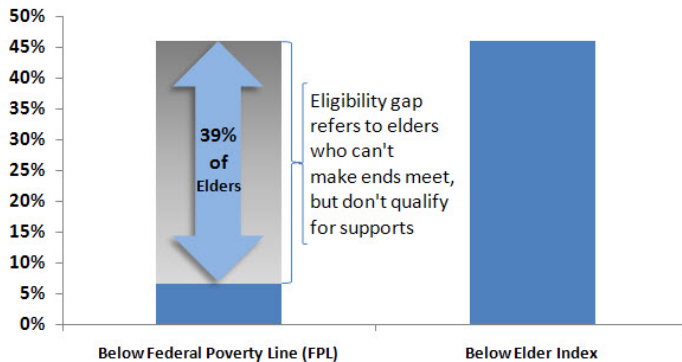 50%
45%
40%
35%
30%
25%
20%
15%
10%
5%
0%
39%
of
Elders
Eligibility gap
refers to elders
who can't
make ends meet,
but don't qualify
for supports
Below Federal Poverty Line (FPL)
Below Elder Index